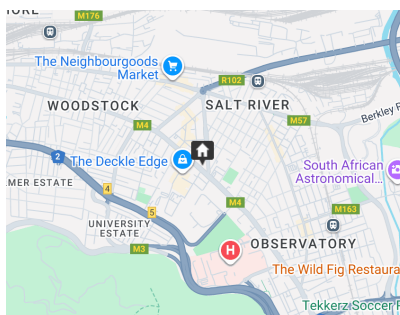 M176
The Neighbourgoods
Market
R102
WOODSTOCK
SALT RIVER
M4
M57
Berkley R
2
The Deckle Edge
South African
Astronomical...
MER ESTATE
4
M4
M163
5
UNIVERSITY
ESTATE
M3
H
OBSERVATORY
The Wild Fig Restaura
Tekkerz Soccer F